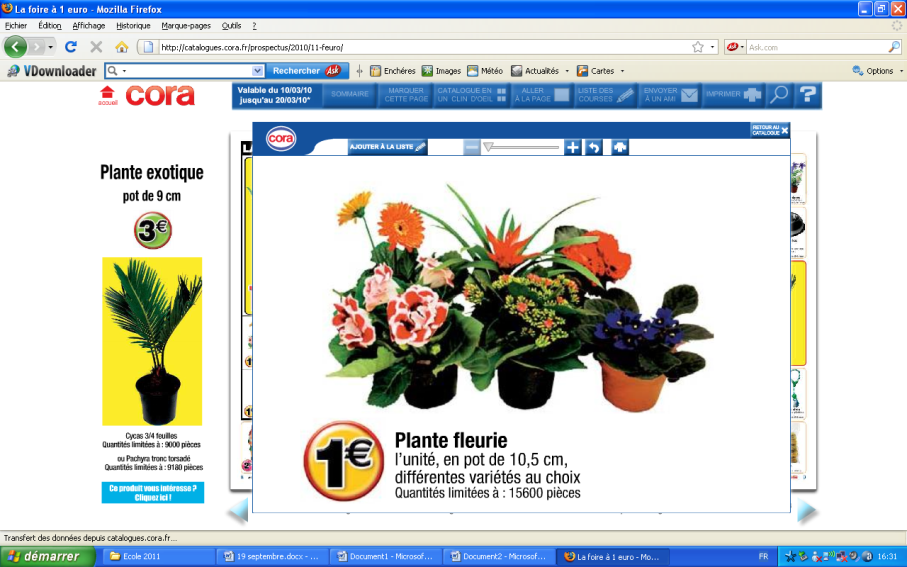 La foire à 1 euro - Mozilla Firefox
Fichier Édition Affichage Historique Marque-pages Outils ?
http://catalogues.cora.fr/prospectus/2010/11-feuro/
Ask.com
VDownloader
Rechercher Ask
Enchéres Images Météo Actualités Cartes Options
accueil
cora
Valable du 10/03/10
jusqu'au 20/03/10*
SOMMAIRE
MARQUER
CETTE PAGE
CATALOGUE EN
UN CLIN D'OEIL
ALLER
À LA PAGE
LISTE DES
COURSES
ENVOYER
À UN AMI
IMPRIMER
?
cora
AJOUTER À LA LISTE
RETOUR AU
CATALOGUE X
Plante exotique
pot de 9 cm
3€
Cycas 3/4 feuilles
Quantités limitées à : 9000 pièces
ou Pachyra tronc torsadé
Quantités limitées à : 9180 pièces
Ce produit vous intéresse ?
Cliquez ici !
1€
Plante fleurie
l'unité, en pot de 10,5 cm,
différentes variétés au choix
Quantités limitées à : 15600 pièces
Transfert des données depuis catalogues.cora.fr...
démarrer
Ecole 2011
19 septembre.docx - ...
Document1 - Microsof...
Document2 - Microsof...
La foire à 1 euro - Mo...
FR
16:31